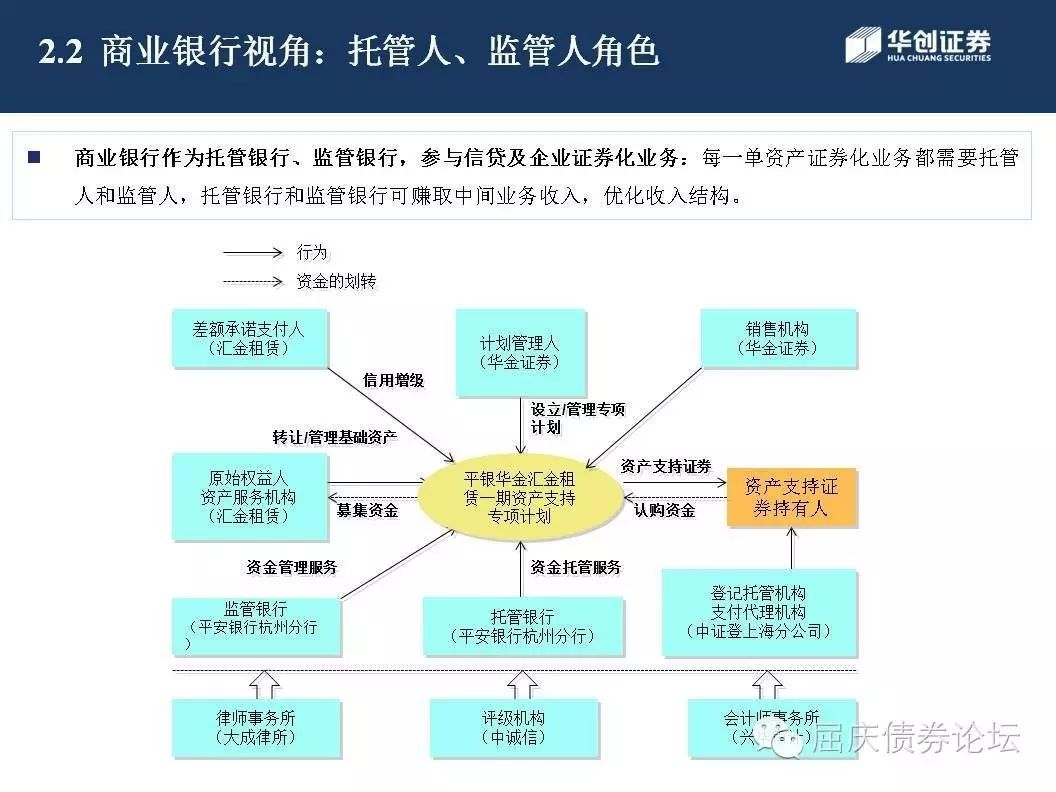 2.2 商业银行视角：托管人、监管人角色
华创证券
HUA CHUANG SECURITIES
商业银行作为托管银行、监管银行，参与信贷及企业证券化业务：每一单资产证券化业务都需要托管
人和监管人，托管银行和监管银行可赚取中间业务收入，优化收入结构。
行为
资金的划转
差额承诺支付人
（汇金租赁）
计划管理人
（华金证券）
销售机构
（华金证券）
信用增级
设立/管理专项
计划
转让/管理基础资产
资产支持证券
原始权益人
资产服务机构
（汇金租赁）
募集资金
平银华金汇金租
赁一期资产支持
专项计划
认购资金
资产支持证
券持有人
资金管理服务
资金托管服务
监管银行
（平安银行杭州分行
）
托管银行
（平安银行杭州分行）
登记托管机构
支付代理机构
（中证登上海分公司）
律师事务所
（大成律所）
评级机构
（中诚信）
会计师事务所
（兴
计）
屈庆债券论坛